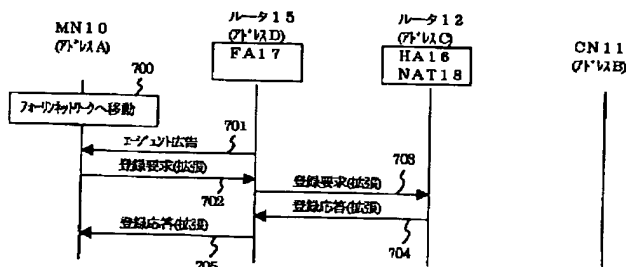 MN10
(アドレスA)
ルータ15
(アドレスD)
FA17
ルータ12
(アドレスC)
HA16
NAT18
CN11
(アドレスB)
700
フォーリンネットワークへ移動
エージェント広告
701
登録要求(拡張)
702
登録要求(拡張)
703
登録応答(拡張)
704
登録応答(拡張)
705